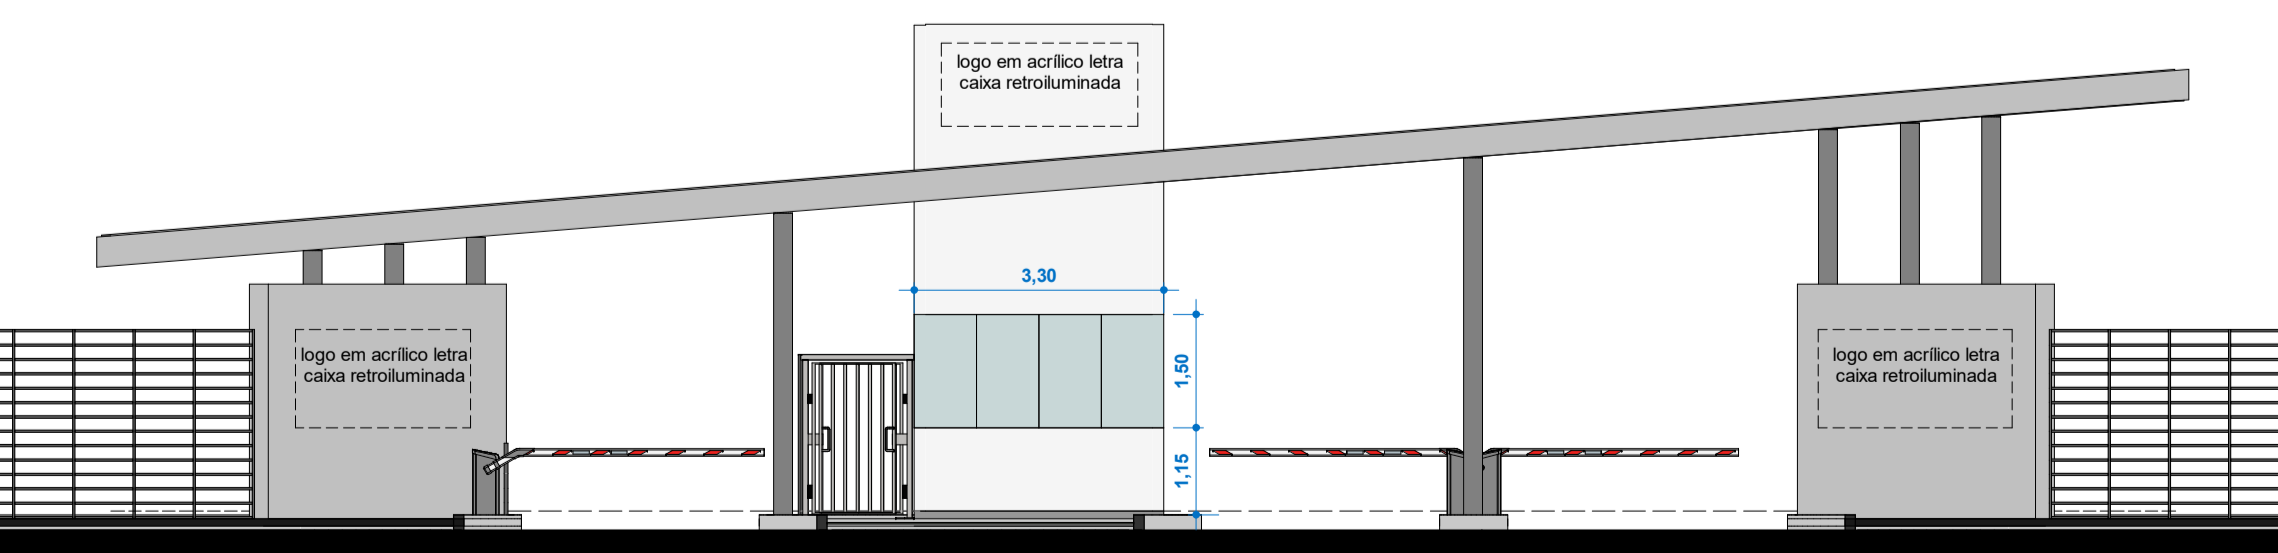 logo em acrílico letra
caixa retroiluminada
3,30
logo em acrílico letra
caixa retroiluminada
1,50
logo em acrílico letra
caixa retroiluminada
1,15